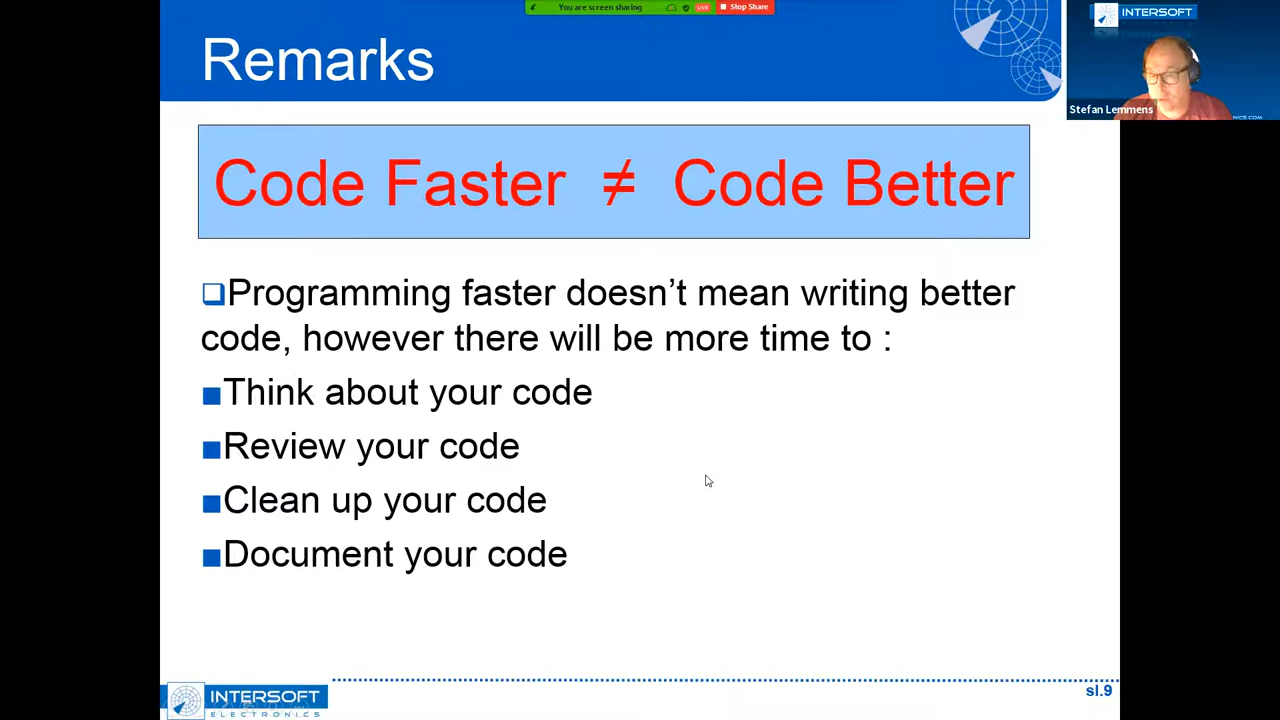 You are screen sharing
LIVE
Stop Share
INTERSOFT
Remarks
Stefan Lemmens
Code Faster ≠ Code Better
Programming faster doesn't mean writing better
code, however there will be more time to :
Think about your code
Review your code
Clean up your code
Document your code
INTERSOFT
ELECTRONICS
sl.9